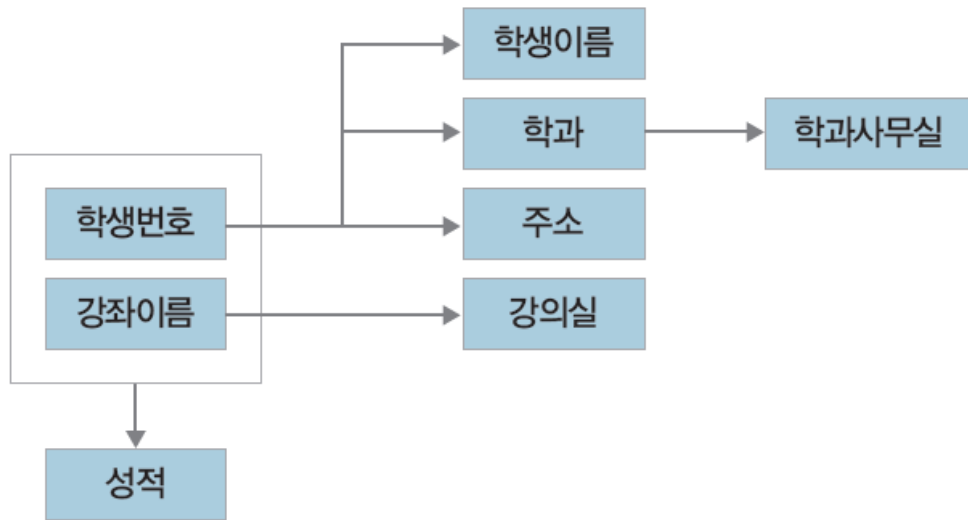 학생이름
학과
학과사무실
학생번호
주소
강좌이름
강의실
성적